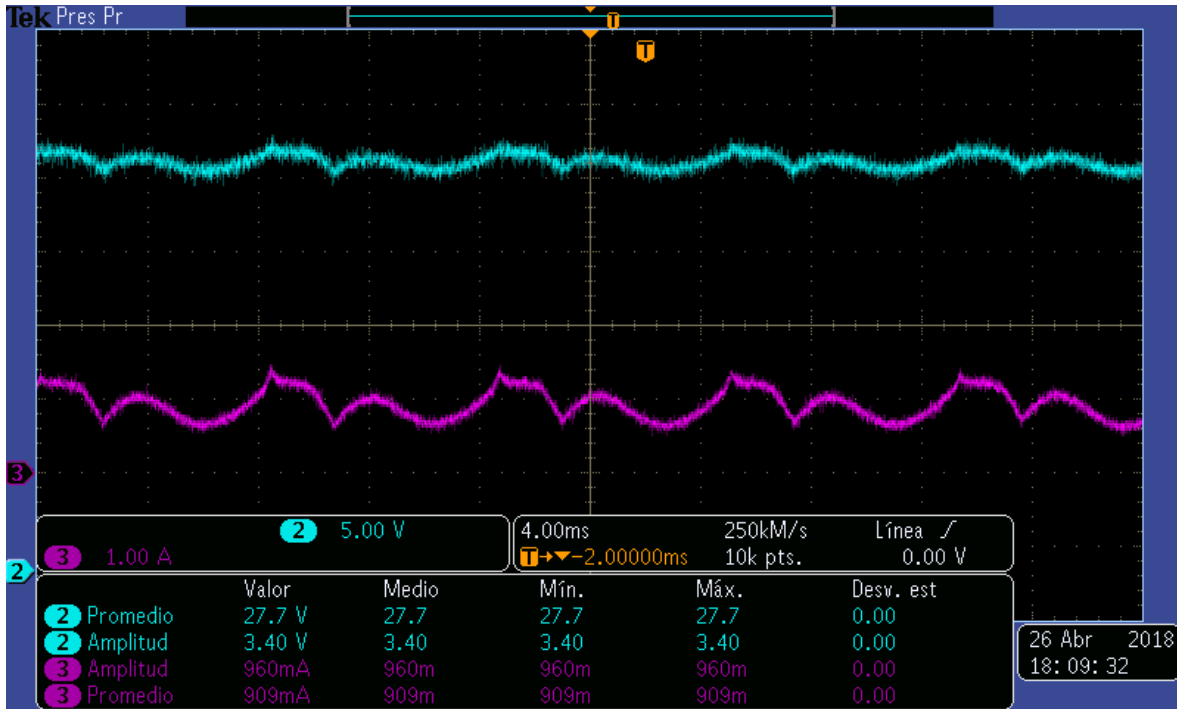 Tek Pres Pr
T
T
3
2 5.00 V
3 1.00 A
4.00ms 250kM/s Línea
T→▼-2.00000ms 10k pts. 0.00 V
2
Valor Medio Mín. Máx. Desv. est
2 Promedio 27.7 V 27.7 27.7 27.7 0.00
2 Amplitud 3.40 V 3.40 3.40 3.40 0.00
3 Amplitud 960mA 960m 960m 960m 0.00
3 Promedio 909mA 909m 909m 909m 0.00
26 Abr 2018
18:09:32